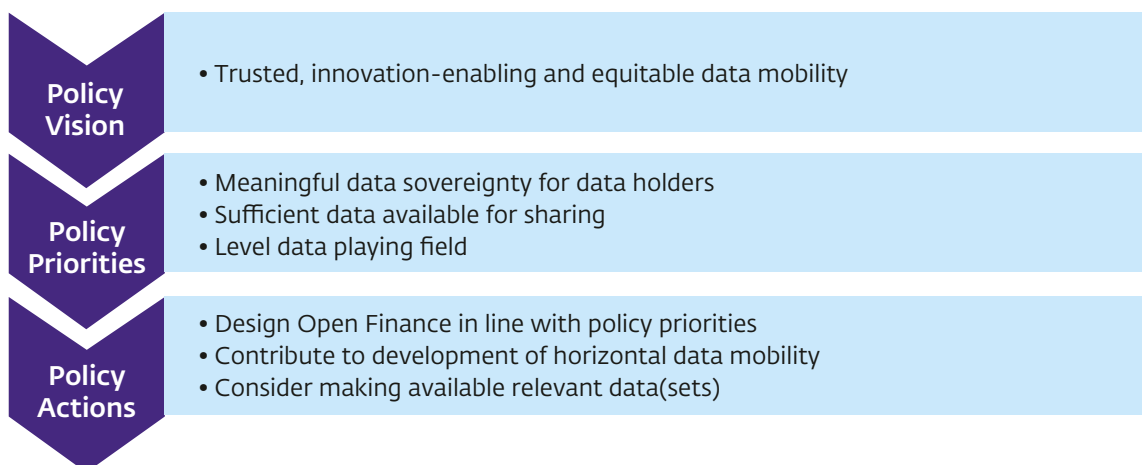 Policy
Vision
• Trusted, innovation-enabling and equitable data mobility
Policy
Priorities
• Meaningful data sovereignty for data holders
• Sufficient data available for sharing
• Level data playing field
Policy
Actions
• Design Open Finance in line with policy priorities
• Contribute to development of horizontal data mobility
• Consider making available relevant data(sets)